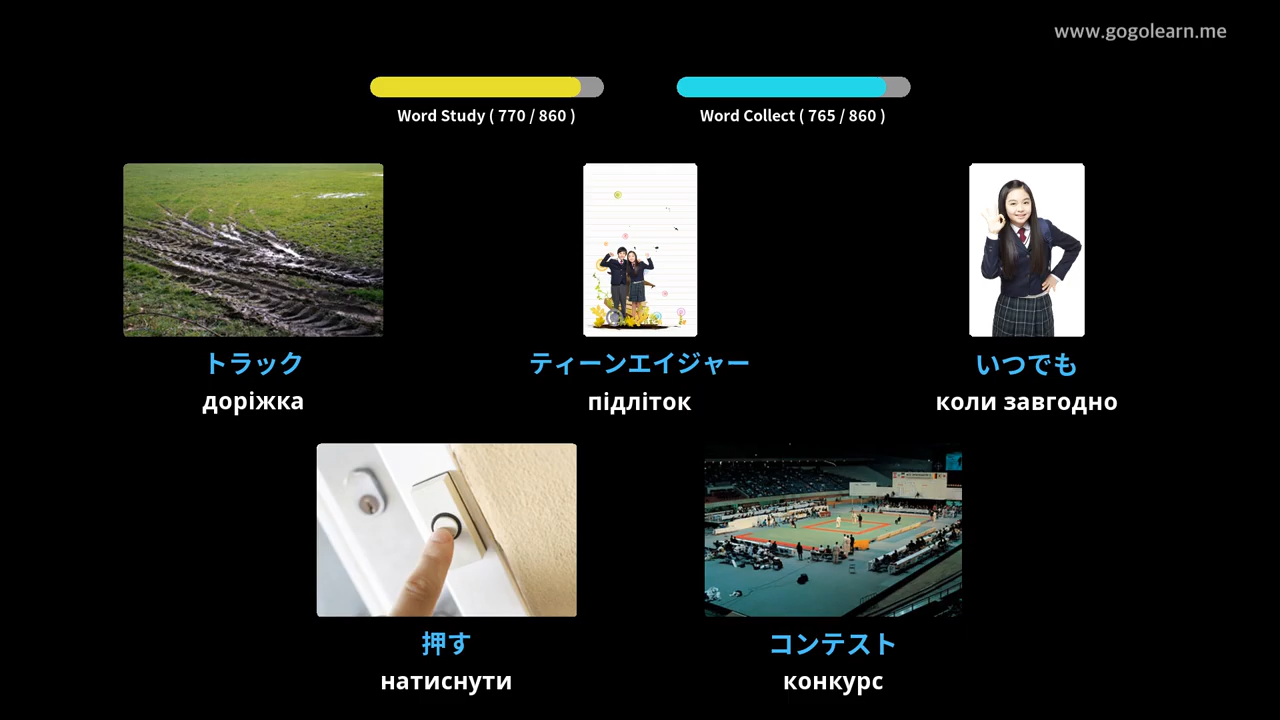 www.gogolearn.me
Word Study ( 770 / 860 )
Word Collect ( 765 / 860 )
トラック
доріжка
ティーンエイジャー
підліток
いつでも
коли завгодно
押す
натиснути
コンテスト
конкурс